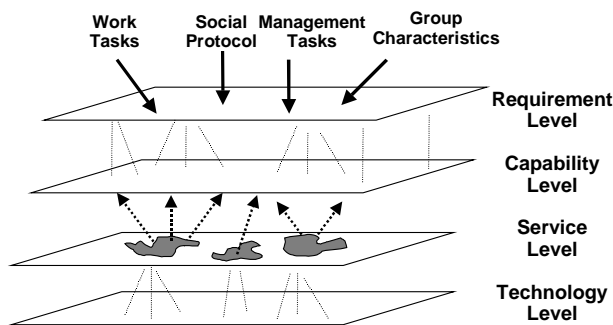 Work
Tasks
Social
Protocol
Management
Tasks
Group
Characteristics
Requirement
Level
Capability
Level
Service
Level
Technology
Level